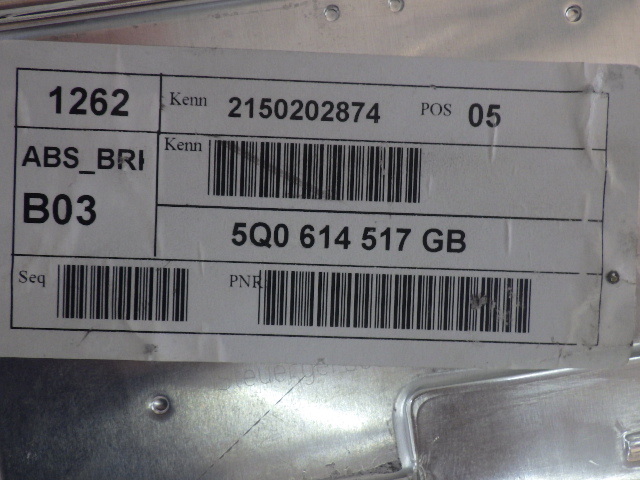 1262 Kenn 2150202874 POS 05
ABS_BRI Kenn
B03
5Q0 614 517 GB
Seq PNR